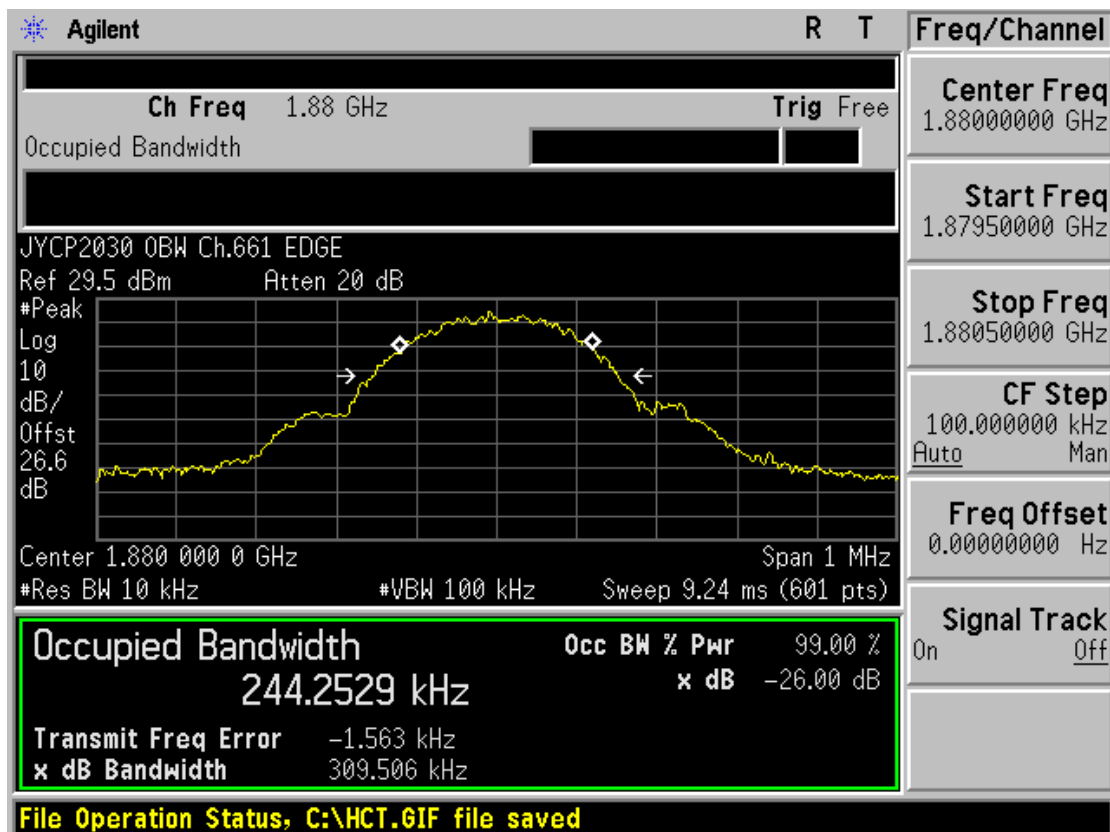 Agilent R T
Ch Freq 1.88 GHz Trig Free
Occupied Bandwidth
JYCP2030 OBW Ch.661 EDGE
Ref 29.5 dBm Atten 20 dB
#Peak
Log
10
dB/
Offst
26.6
dB
Center 1.880 000 0 GHz Span 1 MHz
#Res BW 10 kHz #VBW 100 kHz Sweep 9.24 ms (601 pts)
Occupied Bandwidth
244.2529 kHz
Occ BW % Pwr 99.00 %
x dB -26.00 dB
Transmit Freq Error -1.563 kHz
x dB Bandwidth 309.506 kHz
File Operation Status, C:\HCT.GIF file saved
Freq/Channel
Center Freq
1.88000000 GHz
Start Freq
1.87950000 GHz
Stop Freq
1.88050000 GHz
CF Step
100.000000 kHz
Auto Man
Freq Offset
0.00000000 Hz
Signal Track
On Off